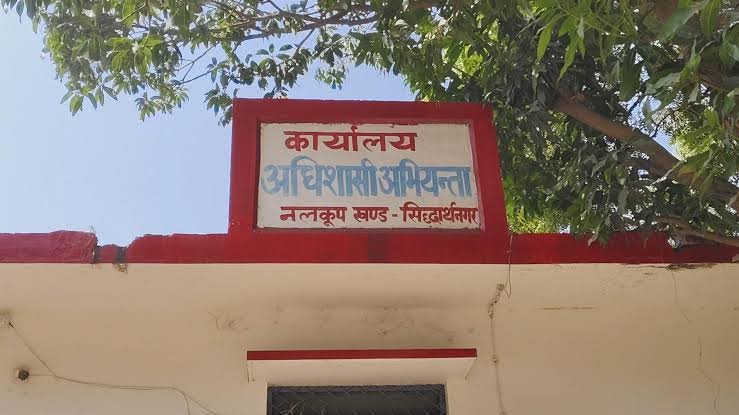 कार्यालय
अधिशासी अभियन्ता
नलकूप खण्ड - सिद्धार्थनगर